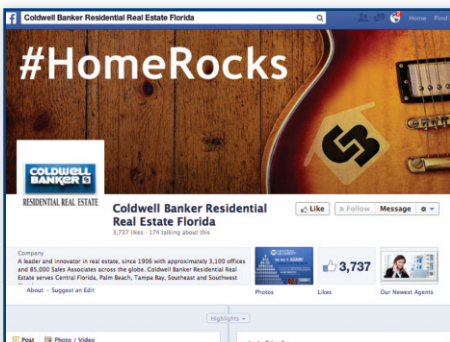 Coldwell Banker Residential Real Estate Florida
Home
Find
#HomeRocks
CB
COLDWELL
BANKER CB
RESIDENTIAL REAL ESTATE
Coldwell Banker Residential
Real Estate Florida
3,737 likes · 174 talking about this
Like
Follow
Message
Company
A leader and innovator in real estate, since 1906 with approximately 3,100 offices
and 85,000 Sales Associates across the globe. Coldwell Banker Residential Real
Estate serves Central Florida, Palm Beach, Tampa Bay, Southeast and Southwest
About - Suggest an Edit
3,737
Photos
Likes
Our Newest Agents
Highlights
Post
Photo / Video